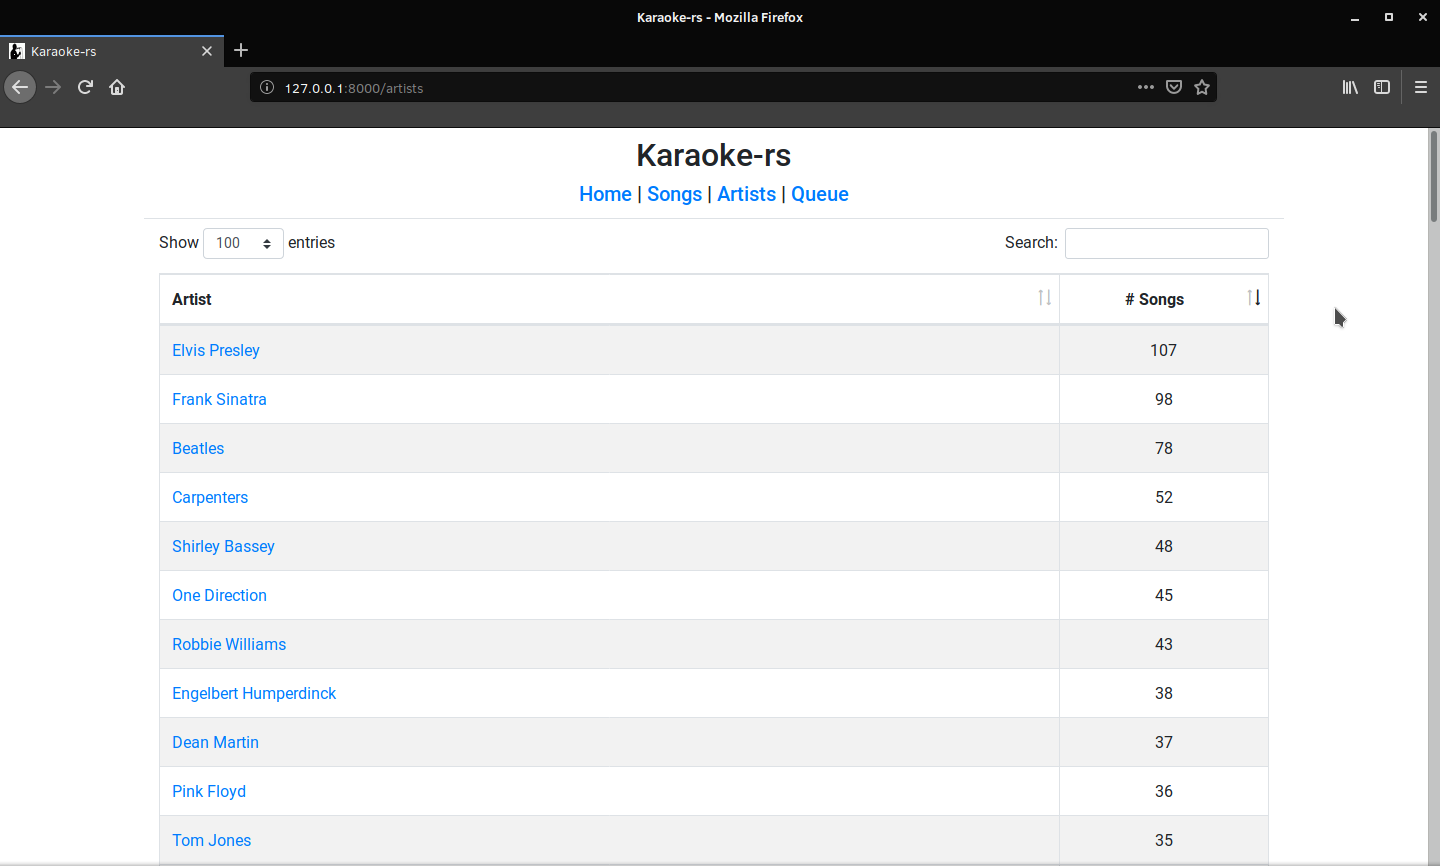 Karaoke-rs - Mozilla Firefox
Karaoke-rs
127.0.0.1:8000/artists
Karaoke-rs
Home | Songs | Artists | Queue
Show 100 entries Search:
Artist # Songs
Elvis Presley 107
Frank Sinatra 98
Beatles 78
Carpenters 52
Shirley Bassey 48
One Direction 45
Robbie Williams 43
Engelbert Humperdinck 38
Dean Martin 37
Pink Floyd 36
Tom Jones 35